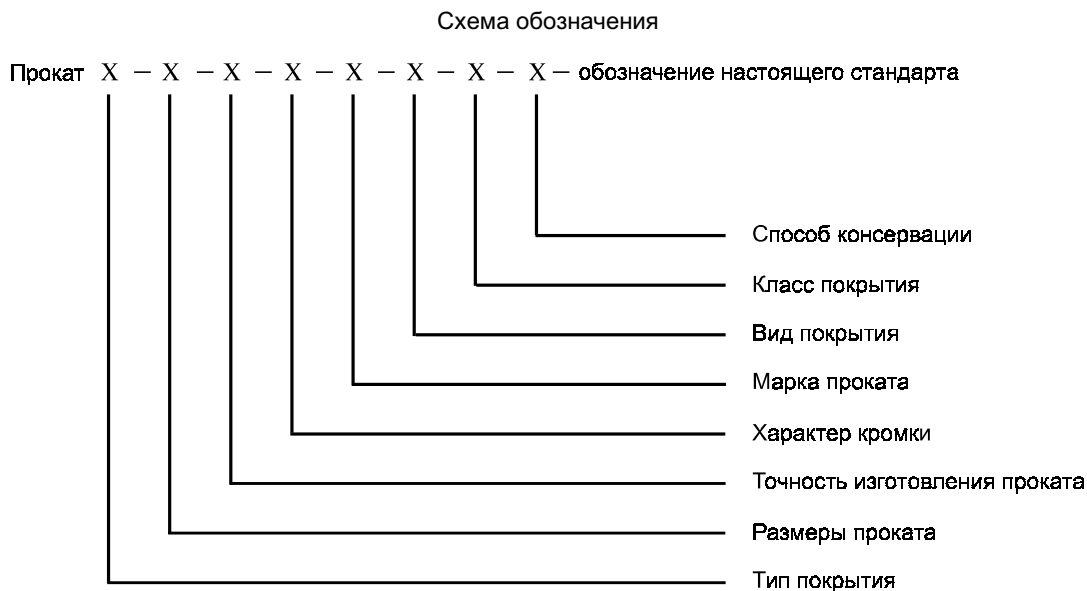 Схема обозначения
Прокат X – X – X – X – X – X – X – X – обозначение настоящего стандарта
Способ консервации
Класс покрытия
Вид покрытия
Марка проката
Характер кромки
Точность изготовления проката
Размеры проката
Тип покрытия